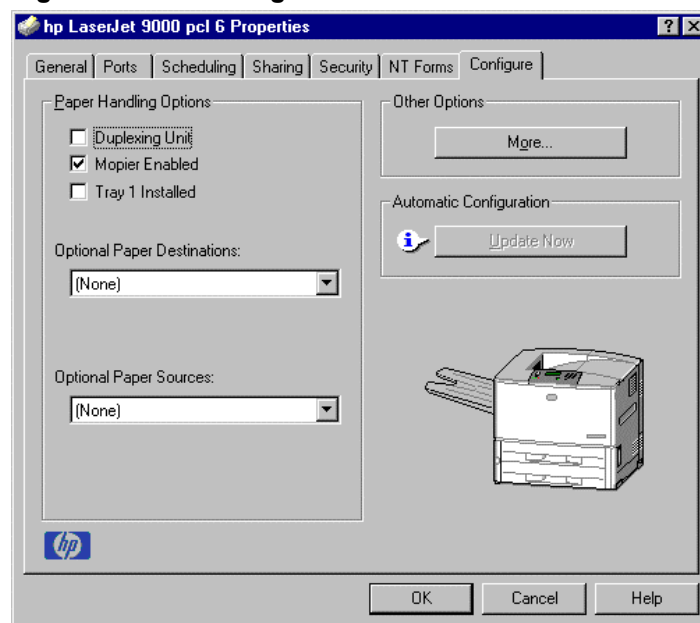 hp LaserJet 9000 pcl 6 Properties
General Ports Scheduling Sharing Security NT Forms Configure
Paper Handling Options
Duplexing Unit
Mopier Enabled
Tray 1 Installed
Optional Paper Destinations:
(None)
Optional Paper Sources:
(None)
Other Options
More...
Automatic Configuration
Update Now
hp
OK Cancel Help